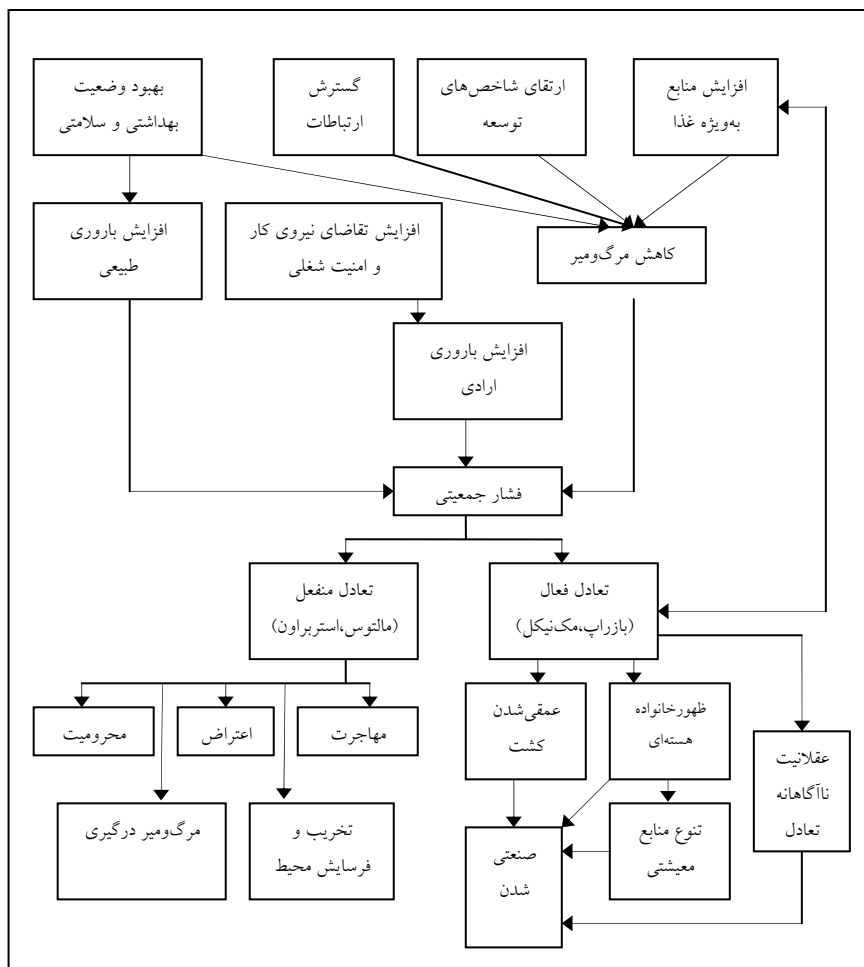 افزایش منابع
به‌ویژه غذا
ارتقای شاخص‌های
توسعه
گسترش
ارتباطات
بهبود وضعیت
بهداشتی و سلامتی
کاهش مرگ‌ومیر
افزایش تقاضای نیروی کار
و امنیت شغلی
افزایش باروری
طبیعی
افزایش باروری
ارادی
فشار جمعیتی
تعادل فعال
(بازراپ،مک‌نیکل)
تعادل منفعل
(مالتوس،استربراون)
ظهورخانواده
هسته‌ای
عمقی‌شدن
کشت
مهاجرت
اعتراض
محرومیت
عقلانیت
ناآگاهانه
تعادل
تنوع منابع
معیشتی
صنعتی
شدن
تخریب و
فرسایش محیط
مرگ‌ومیر درگیری